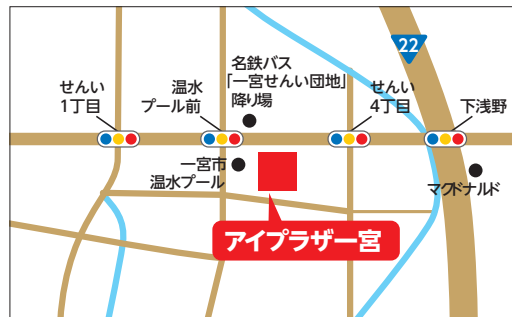 22
名鉄バス
「一宮せんい団地」
降り場
せんい
1丁目
温水
プール前
せんい
4丁目
下浅野
一宮市
温水プール
マクドナルド
アイプラザ一宮